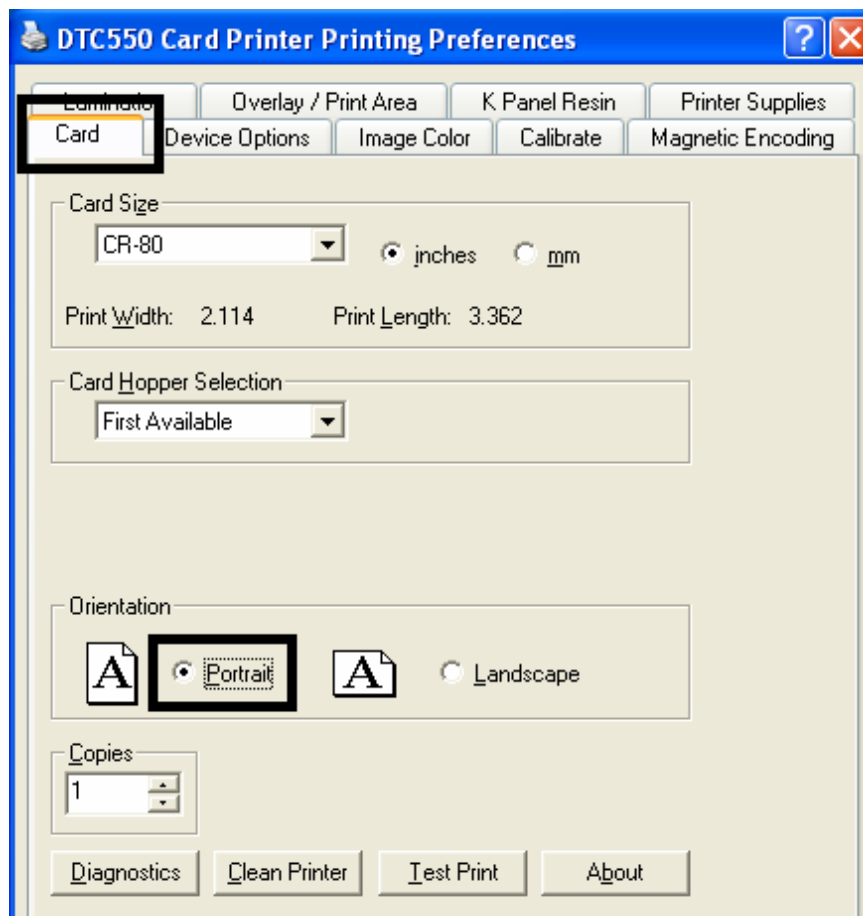 DTC550 Card Printer Printing Preferences
Overlay / Print Area K Panel Resin Printer Supplies
Card Device Options Image Color Calibrate Magnetic Encoding
Card Size
CR-80 inches mm
Print Width: 2.114 Print Length: 3.362
Card Hopper Selection
First Available
Orientation
A Portrait A Landscape
Copies
1
Diagnostics Clean Printer Test Print About